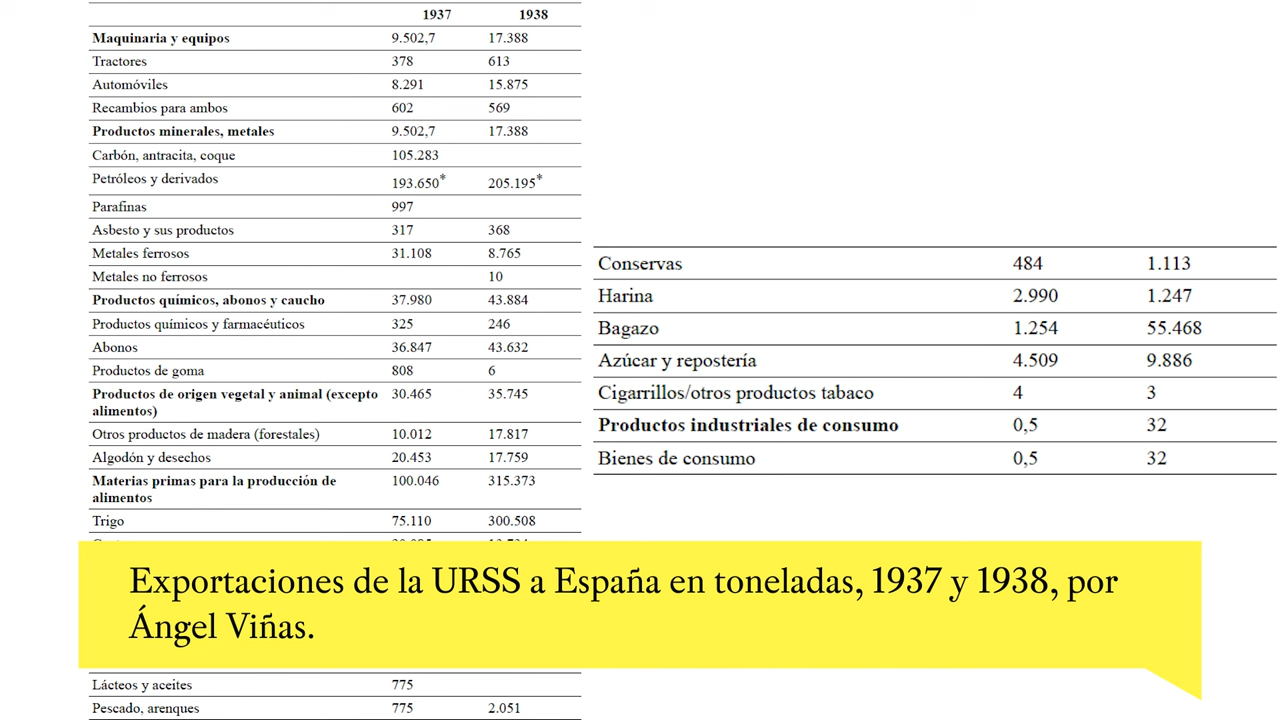 1937 1938
Maquinaria y equipos 9.502,7 17.388
Tractores 378 613
Automóviles 8.291 15.875
Recambios para ambos 602 569
Productos minerales, metales 9.502,7 17.388
Carbón, antracita, coque 105.283
Petróleos y derivados 193.650* 205.195*
Parafinas 997
Asbesto y sus productos 317 368
Metales ferrosos 31.108 8.765
Metales no ferrosos 10
Productos químicos, abonos y caucho 37.980 43.884
Productos químicos y farmacéuticos 325 246
Abonos 36.847 43.632
Productos de goma 808 6
Productos de origen vegetal y animal (excepto 30.465 35.745
alimentos)
Otros productos de madera (forestales) 10.012 17.817
Algodón y desechos 20.453 17.759
Materias primas para la producción de 100.046 315.373
alimentos
Trigo 75.110 300.508
Lácteos y aceites 775
Pescado, arenques 775 2.051
Conservas 484 1.113
Harina 2.990 1.247
Bagazo 1.254 55.468
Azúcar y repostería 4.509 9.886
Cigarrillos/otros productos tabaco 4 3
Productos industriales de consumo 0,5 32
Bienes de consumo 0,5 32
Exportaciones de la URSS a España en toneladas, 1937 y 1938, por
Ángel Viñas.